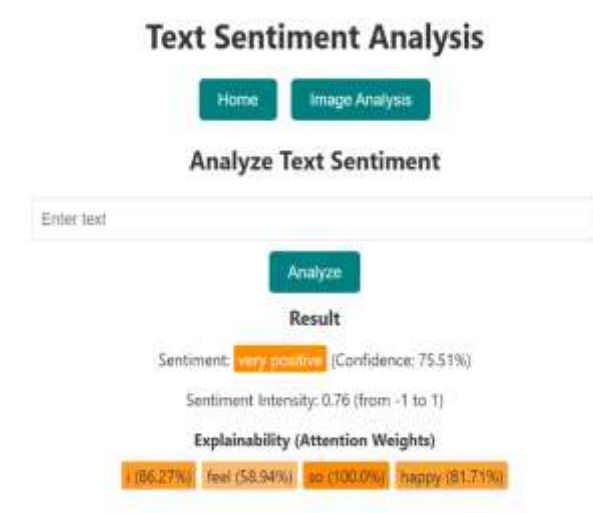 Text Sentiment Analysis
Home Image Analysis
Analyze Text Sentiment
Enter text
Analyze
Result
Sentiment: very positive (Confidence: 75.51%)
Sentiment Intensity: 0.76 (from -1 to 1)
Explainability (Attention Weights)
i (86.27%) feel (58.94%) so (100.0%) happy (81.71%)